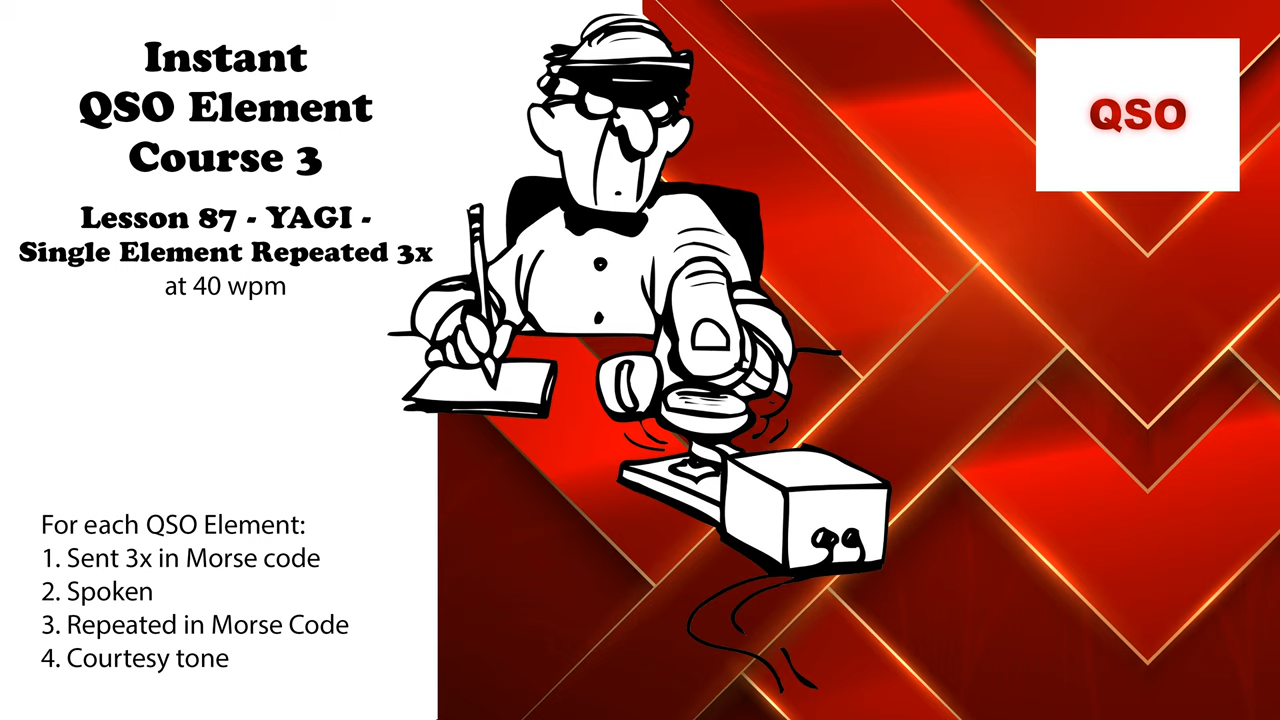 Instant
QSO Element
Course 3
Lesson 87 - YAGI -
Single Element Repeated 3x
at 40 wpm
QSO
For each QSO Element:
1. Sent 3x in Morse code
2. Spoken
3. Repeated in Morse Code
4. Courtesy tone